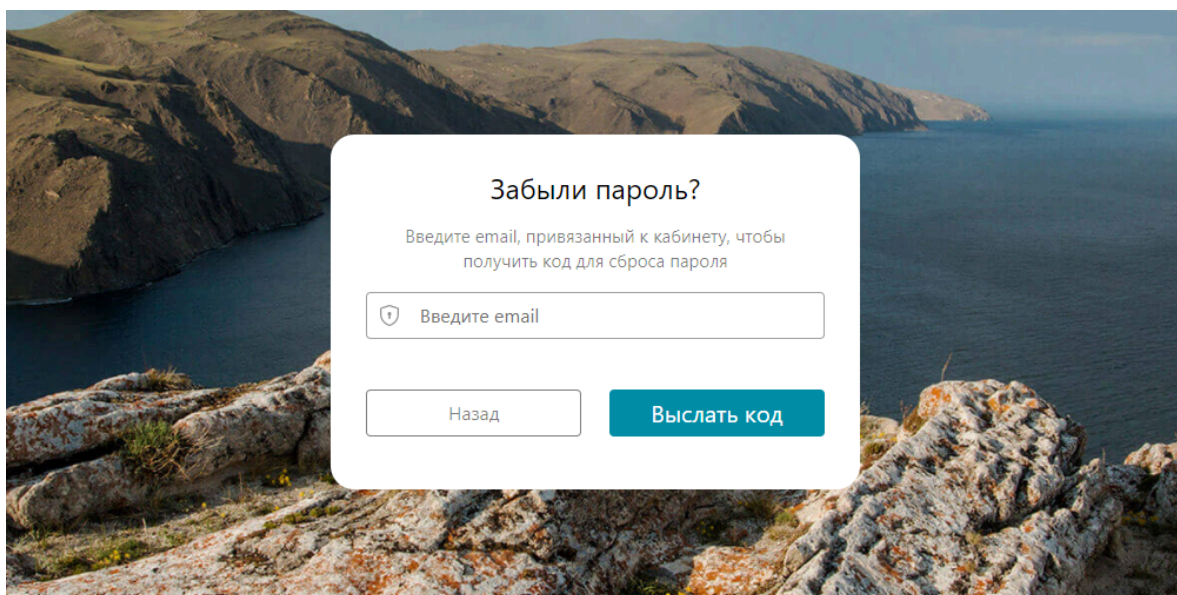 Забыли пароль?
Введите email, привязанный к кабинету, чтобы
получить код для сброса пароля
Введите email
Назад
Выслать код